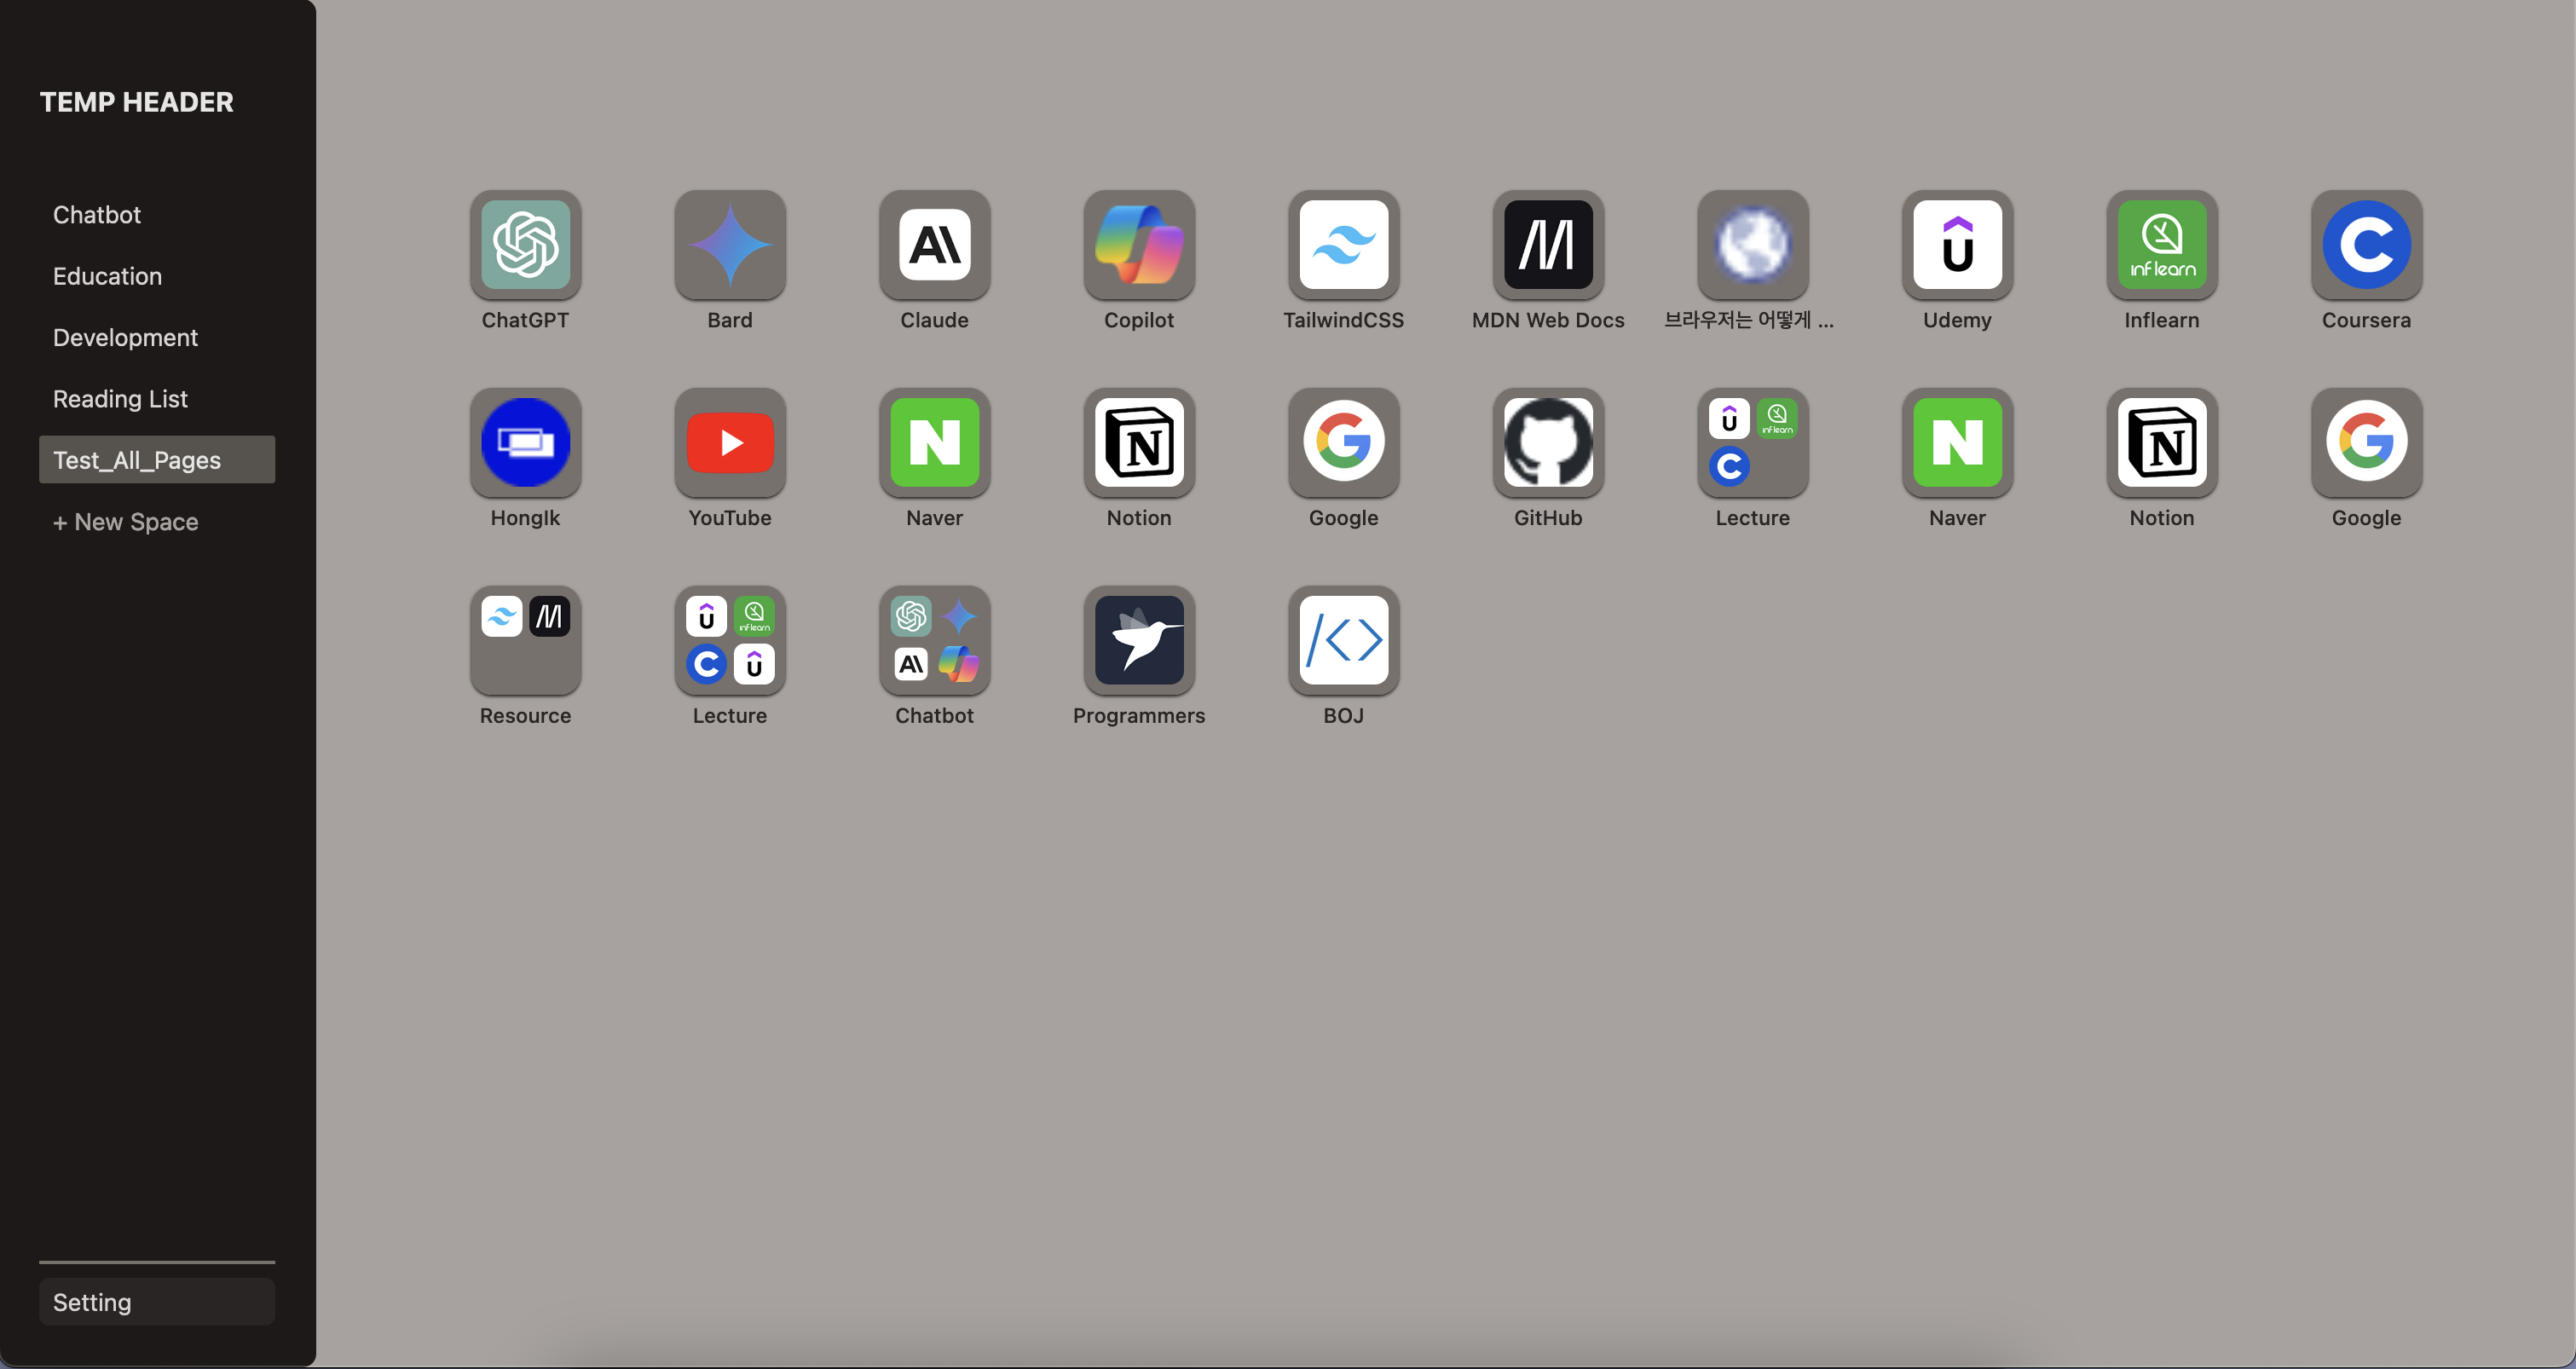 TEMP HEADER
Chatbot
Education
Development
Reading List
Test_All_Pages
+ New Space
Setting
inflearn
ChatGPT
Bard
Claude
Copilot
TailwindCSS
MDN Web Docs
브라우저는 어떻게 ...
Udemy
Inflearn
Coursera
HongIk
YouTube
Naver
Notion
Google
GitHub
Lecture
Naver
Notion
Google
Resource
Lecture
Chatbot
Programmers
BOJ